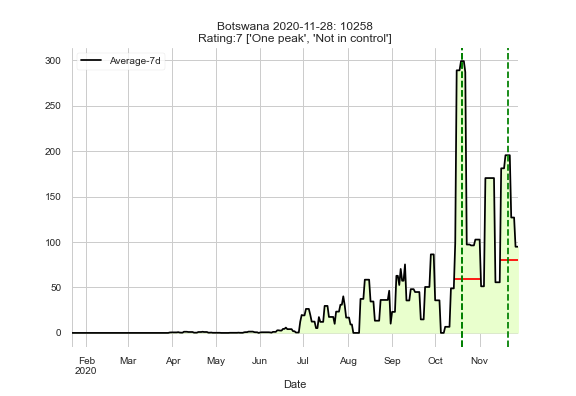 Botswana 2020-11-28: 10258
Rating:7 ['One peak', 'Not in control']
Average-7d
300
250
200
150
100
50
0
Feb Mar Apr May Jun Jul Aug Sep Oct Nov
2020
Date